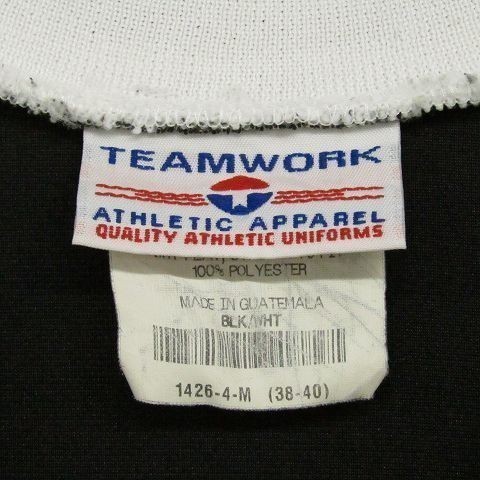 TEAMWORK
ATHLETIC APPAREL
QUALITY ATHLETIC UNIFORMS
100% POLYESTER
MADE IN GUATEMALA
BLK/WHT
1426-4-M (38-40)